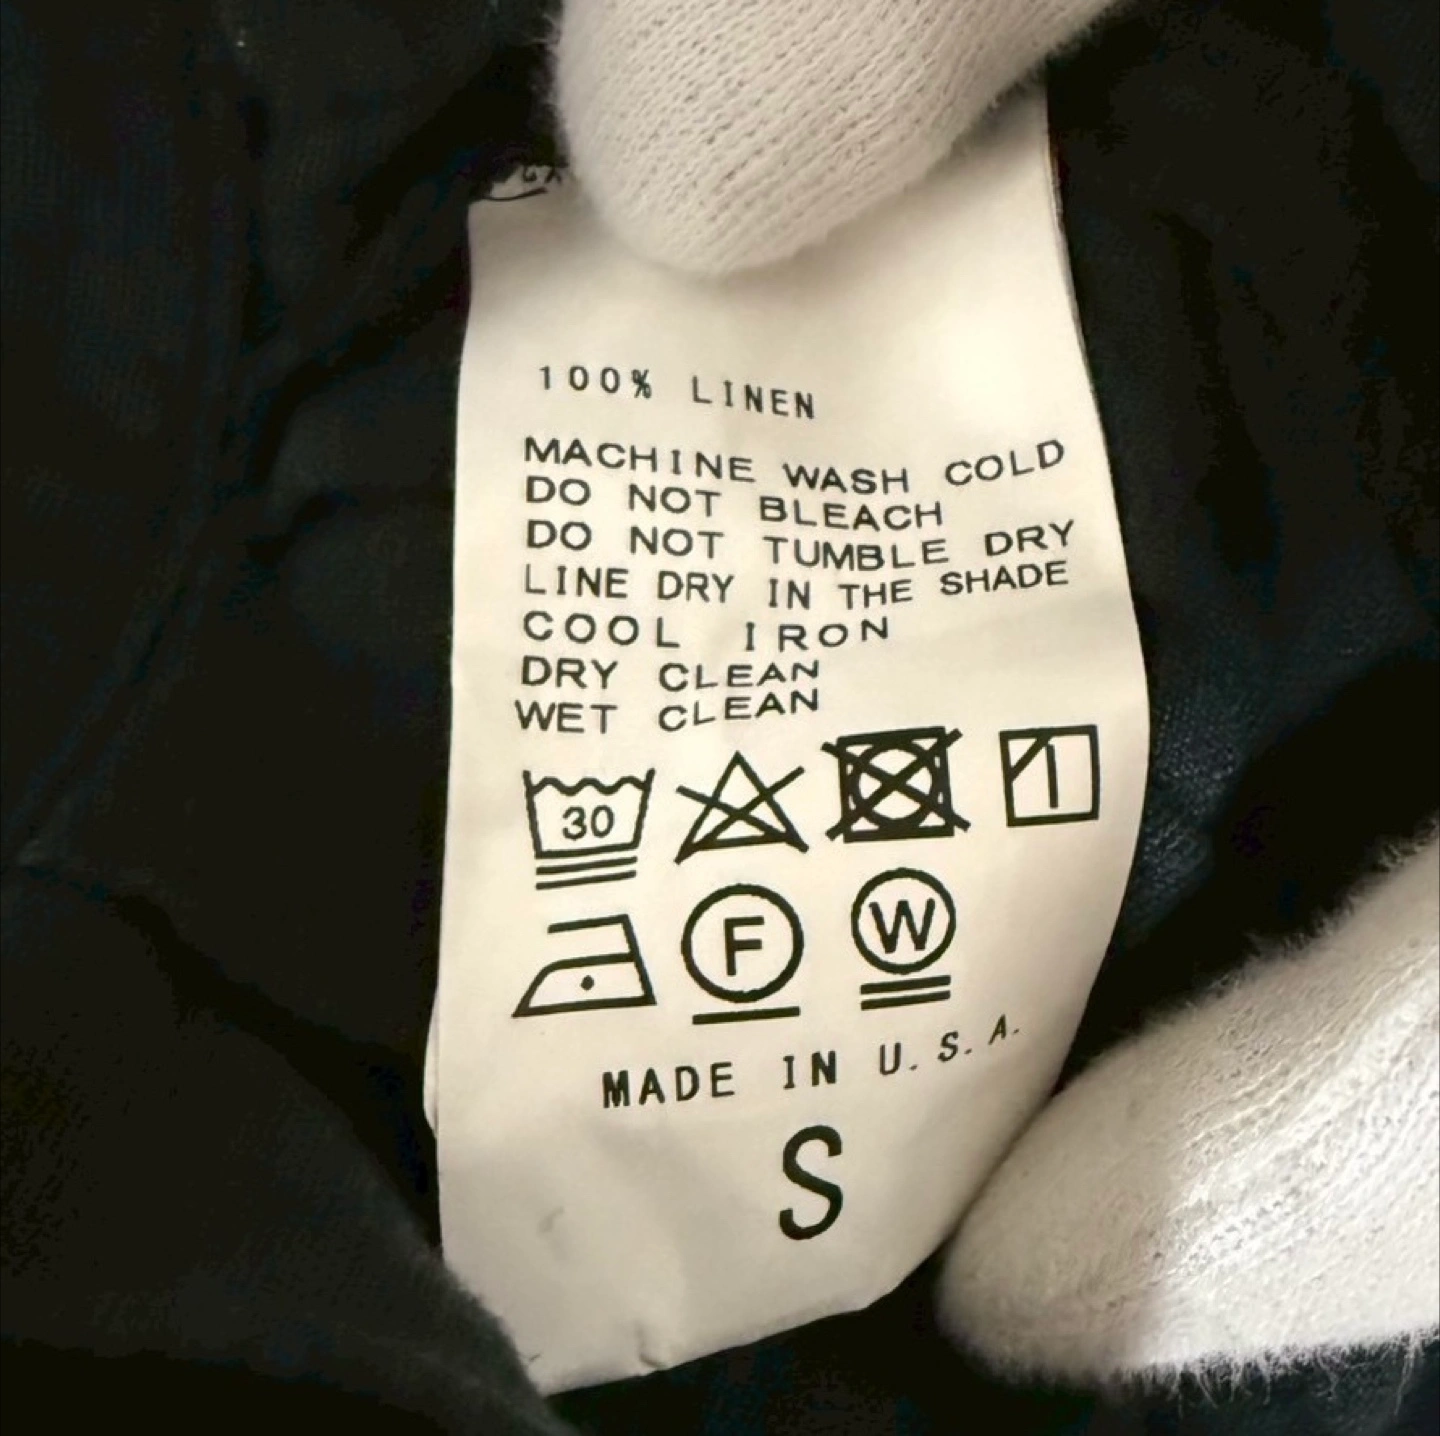 100% LINEN
MACHINE WASH COLD
DO NOT BLEACH
DO NOT TUMBLE DRY
LINE DRY IN THE SHADE
COOL IRON
DRY CLEAN
WET CLEAN
30
F W
MADE IN U.S.A.
S